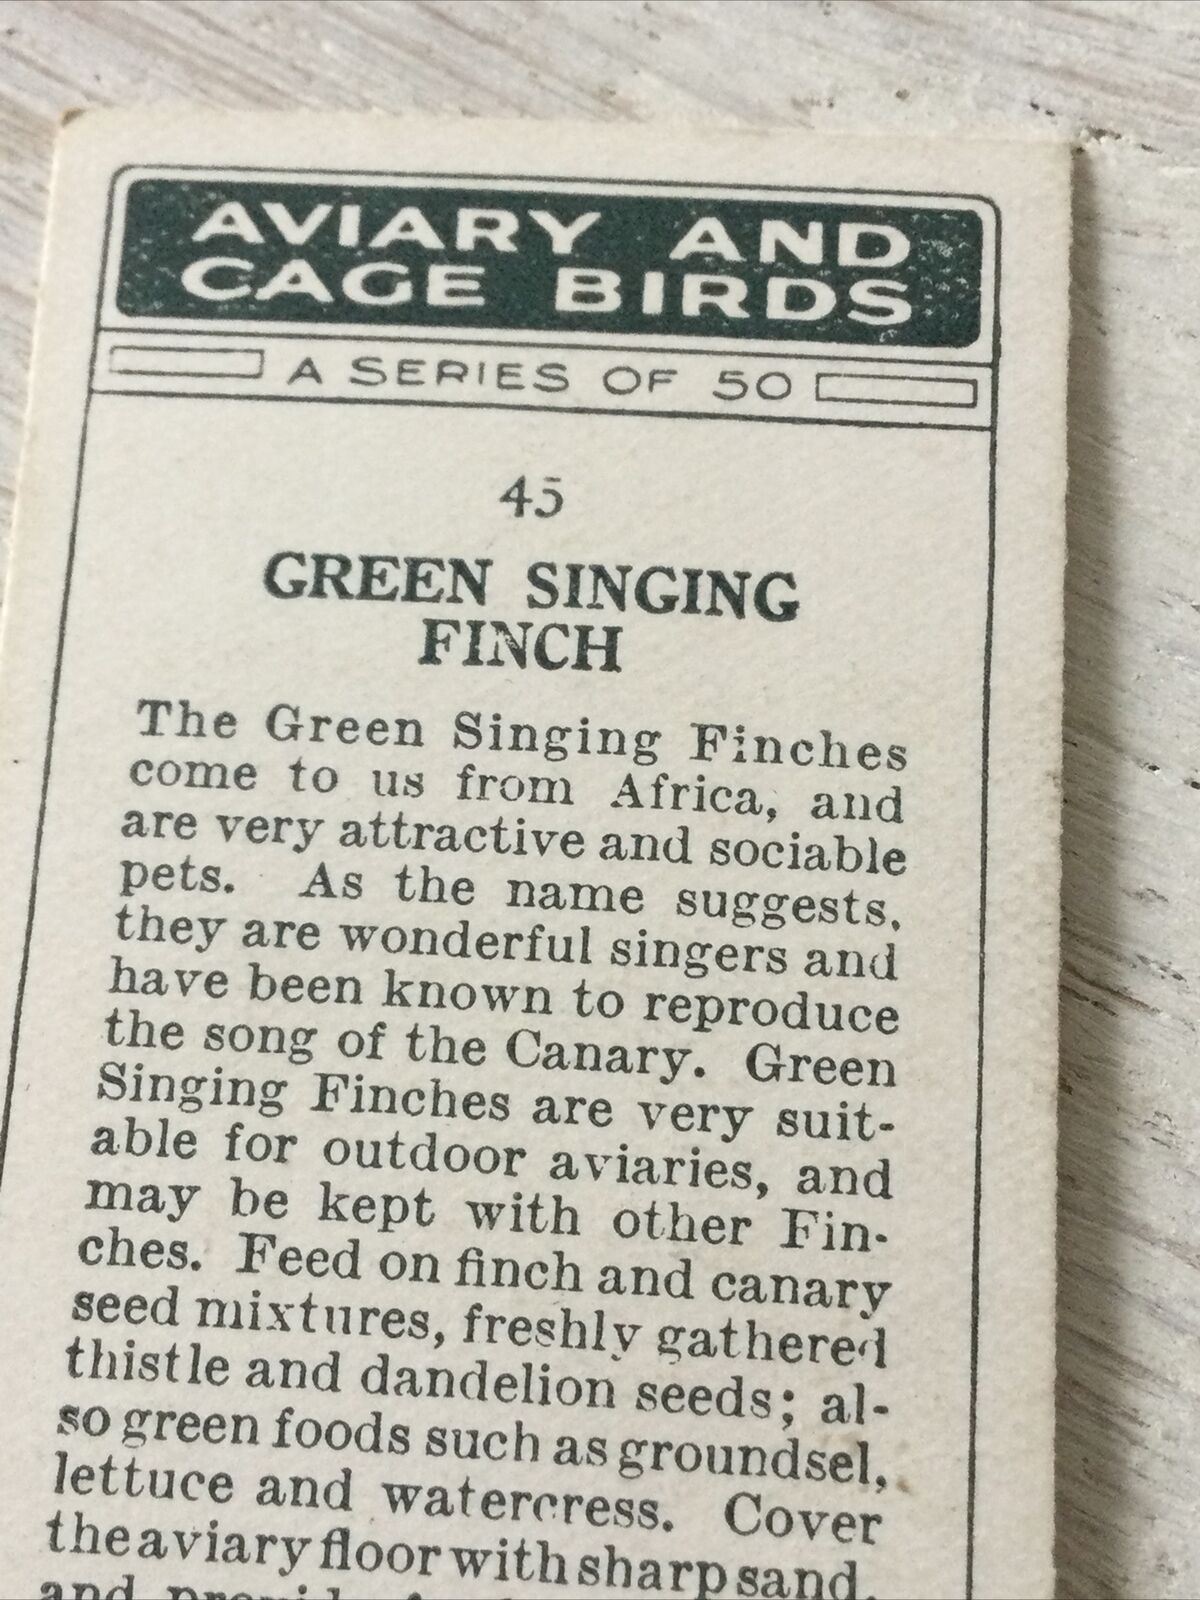 AVIARY AND
CAGE BIRDS
A SERIES OF 50
45
GREEN SINGING
FINCH
The Green Singing Finches
come to us from Africa, and
are very attractive and sociable
pets. As the name suggests,
they are wonderful singers and
have been known to reproduce
the song of the Canary. Green
Singing Finches are very suit-
able for outdoor aviaries, and
may be kept with other Fin-
ches. Feed on finch and canary
seed mixtures, freshly gathered
thistle and dandelion seeds; al-
so green foods such as groundsel,
lettuce and watercress. Cover
the aviary floor with sharp sand,
and